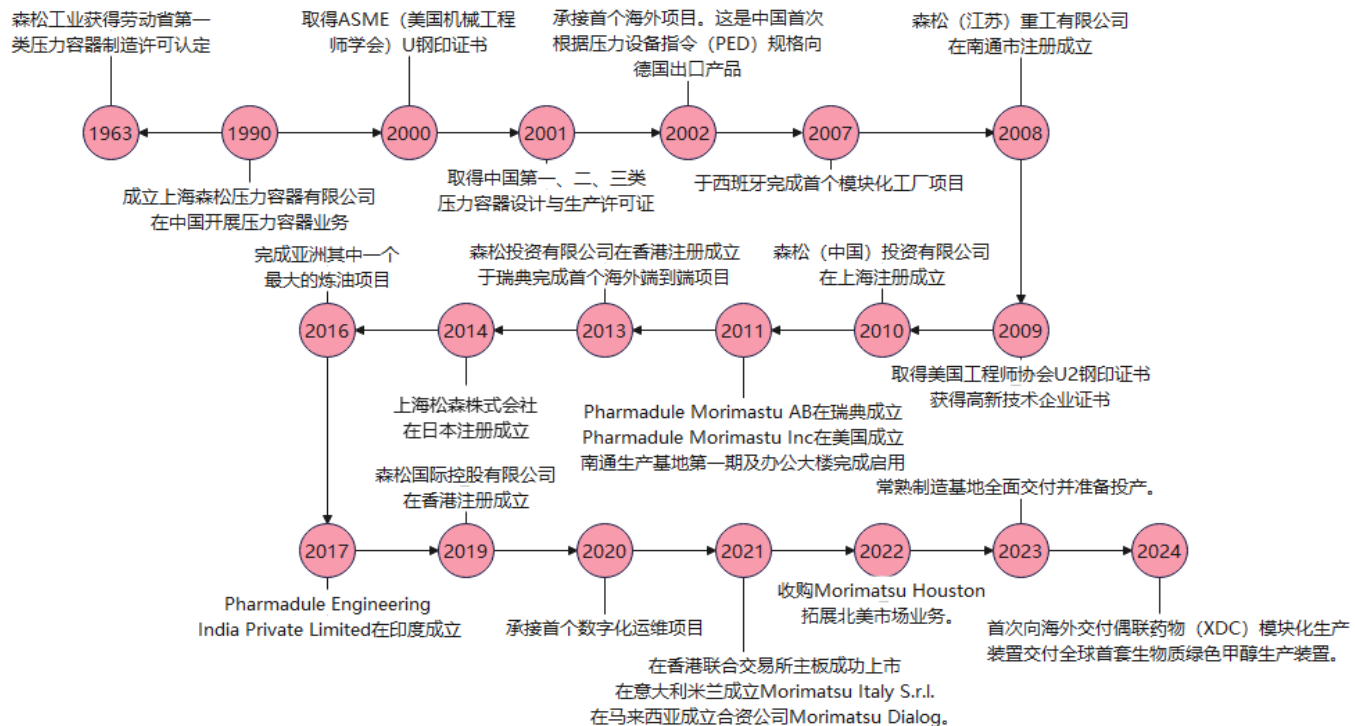 森松工业获得劳动省第一
类压力容器制造许可认定
取得ASME（美国机械工程
师学会）U钢印证书
承接首个海外项目。这是中国首次
根据压力设备指令（PED）规格向
德国出口产品
森松（江苏）重工有限公司
在南通市注册成立
1963
1990
2000
2001
2002
2007
2008
成立上海森松压力容器有限公司
在中国开展压力容器业务
取得中国第一、二、三类
压力容器设计与生产许可证
于西班牙完成首个模块化工厂项目
完成亚洲其中一个
最大的炼油项目
森松投资有限公司在香港注册成立
于瑞典完成首个海外端到端项目
森松（中国）投资有限公司
在上海注册成立
2016
2014
2013
2011
2010
2009
上海松森株式会社
在日本注册成立
Pharmadule Morimastu AB在瑞典成立
Pharmadule Morimastu Inc在美国成立
南通生产基地第一期及办公大楼完成启用
取得美国工程师协会U2钢印证书
获得高新技术企业证书
森松国际控股有限公司
在香港注册成立
常熟制造基地全面交付并准备投产。
2017
2019
2020
2021
2022
2023
2024
Pharmadule Engineering
India Private Limited在印度成立
承接首个数字化运维项目
在香港联合交易所主板成功上市
在意大利米兰成立Morimatsu Italy S.r.l.
在马来西亚成立合资公司Morimatsu Dialog。
收购Morimatsu Houston
拓展北美市场业务。
首次向海外交付偶联药物（XDC）模块化生产
装置交付全球首套生物质绿色甲醇生产装置。